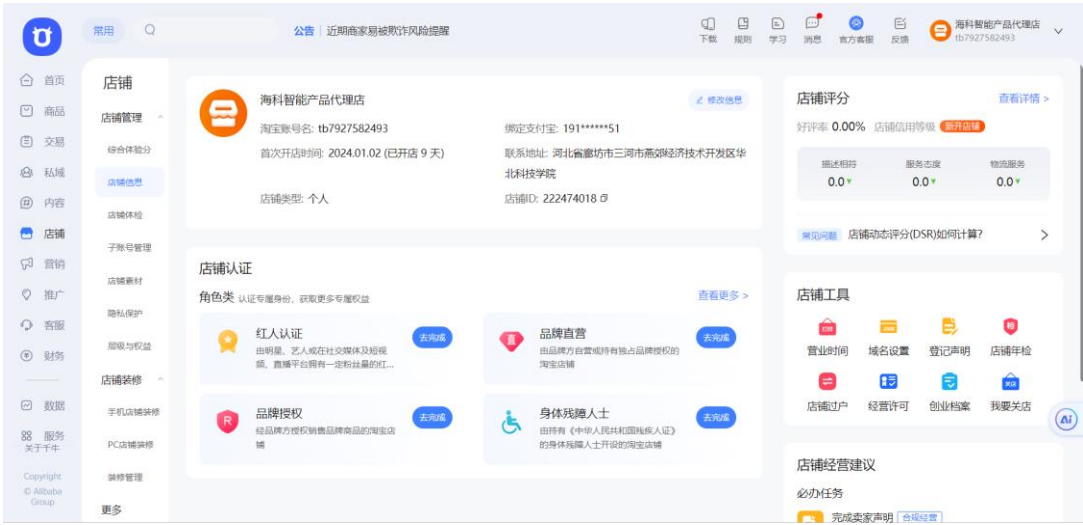 常用
公告 | 近期商家易被欺诈风险提醒
下载
规则
学习
消息
官方客服
反馈
海科智能产品代理店
tb7927582493
首页
商品
交易
私域
内容
店铺
营销
推广
客服
财务
数据
服务
关于千牛
Copyright
© Alibaba
Group
店铺
店铺管理
综合体验分
店铺信息
店铺体检
子账号管理
店铺素材
隐私保护
层级与权益
店铺装修
手机店铺装修
PC店铺装修
装修管理
更多
海科智能产品代理店
修改信息
淘宝账号名: tb7927582493
绑定支付宝: 191******51
首次开店时间: 2024.01.02 (已开店 9 天)
联系地址: 河北省廊坊市三河市燕郊经济技术开发区华
北科技学院
店铺类型: 个人
店铺ID: 222474018
店铺认证
角色类 认证专属身份，获取更多专属权益
查看更多 >
红人认证
由明星、艺人或在社交媒体及短视
频、直播平台拥有一定粉丝量的红...
去完成
品牌直营
由品牌方自营或持有独占品牌授权的
淘宝店铺
去完成
品牌授权
经品牌方授权销售品牌商品的淘宝店
铺
去完成
身体残障人士
由持有《中华人民共和国残疾人证》
的身体残障人士开设的淘宝店铺
去完成
店铺评分
查看详情 >
好评率 0.00% 店铺信用等级 新开店铺
描述相符
服务态度
物流服务
0.0
0.0
0.0
常见问题 店铺动态评分(DSR)如何计算?
店铺工具
营业时间
域名设置
登记声明
店铺年检
店铺过户
经营许可
创业档案
我要关店
Ai
店铺经营建议
必办任务
完成卖家声明 合规经营